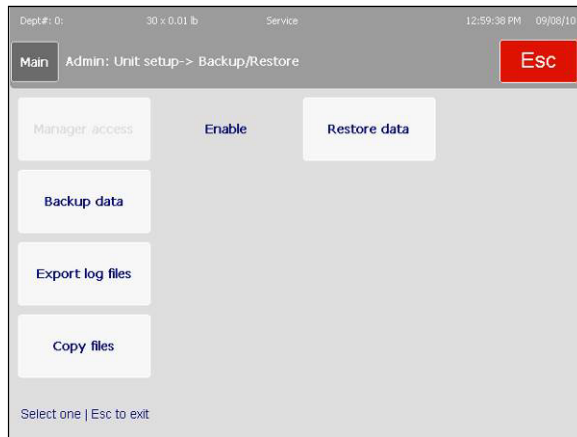 Dept#: 0: 30 x 0.01 lb Service 12:59:38 PM 09/08/10
Main Admin: Unit setup-> Backup/Restore Esc
Manager access Enable Restore data
Backup data
Export log files
Copy files
Select one | Esc to exit